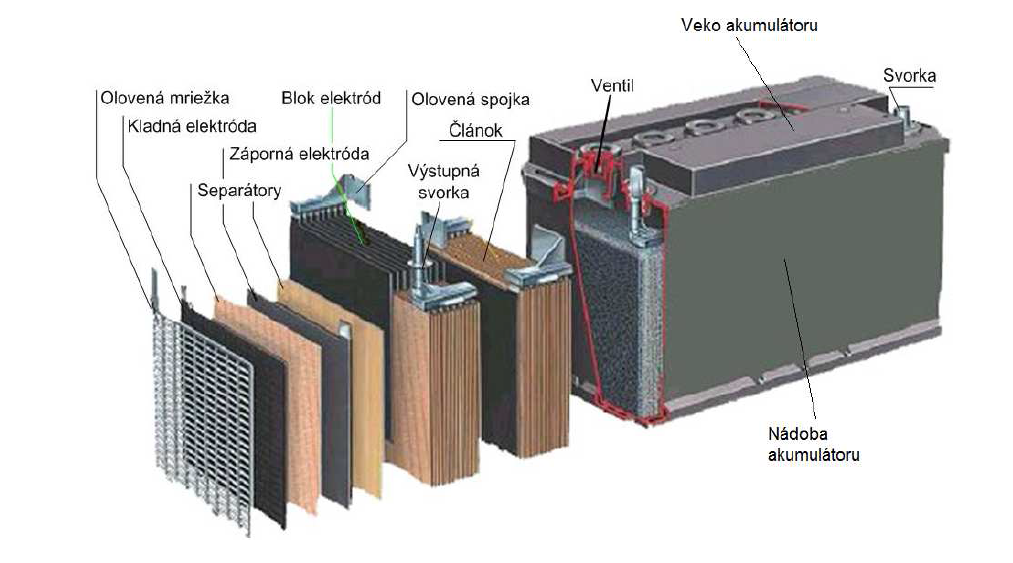 Veko akumulátoru
Svorka
Ventil
Olovená mriežka
Blok elektród
Olovená spojka
Kladná elektróda
Článok
Záporná elektróda
Výstupná
svorka
Separátory
Nádoba
akumulátoru